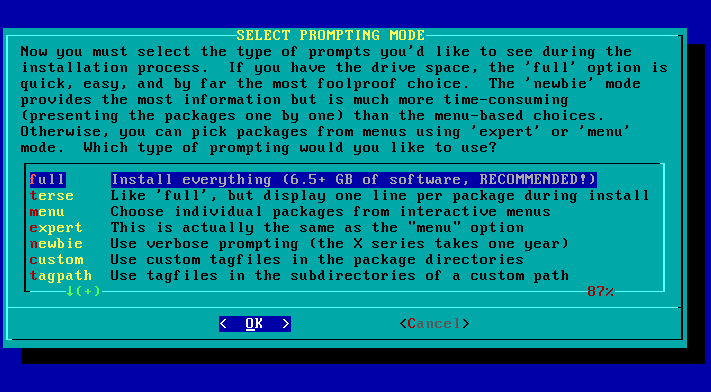 SELECT PROMPTING MODE
Now you must select the type of prompts you'd like to see during the
installation process.  If you have the drive space, the 'full' option is
quick, easy, and by far the most foolproof choice.  The 'newbie' mode
provides the most information but is much more time-consuming
(presenting the packages one by one) than the menu-based choices.
Otherwise, you can pick packages from menus using 'expert' or 'menu'
mode.  Which type of prompting would you like to use?
full     Install everything (6.5+ GB of software, RECOMMENDED!)
terse    Like 'full', but display one line per package during install
menu     Choose individual packages from interactive menus
expert   This is actually the same as the "menu" option
newbie   Use verbose prompting (the X series takes one year)
custom   Use custom tagfiles in the package directories
tagpath  Use tagfiles in the subdirectories of a custom path
↓(+)     87%
<  OK  >     <Cancel>